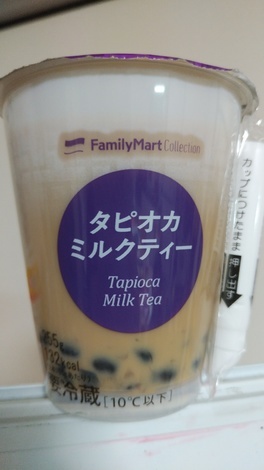 FamilyMart Collection
タピオカ
ミルクティー
Tapioca
Milk Tea
カップにつけたまま
押し出す
冷蔵[10℃以下]